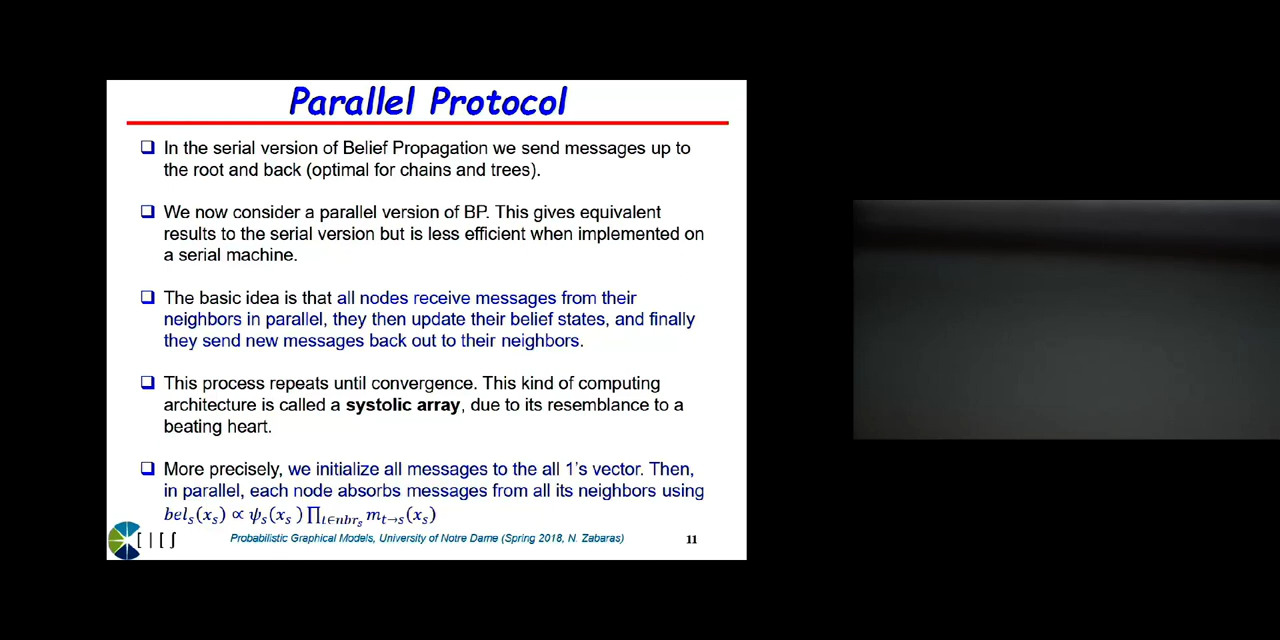 Parallel Protocol
In the serial version of Belief Propagation we send messages up to
the root and back (optimal for chains and trees).
We now consider a parallel version of BP. This gives equivalent
results to the serial version but is less efficient when implemented on
a serial machine.
The basic idea is that all nodes receive messages from their
neighbors in parallel, they then update their belief states, and finally
they send new messages back out to their neighbors.
This process repeats until convergence. This kind of computing
architecture is called a systolic array, due to its resemblance to a
beating heart.
More precisely, we initialize all messages to the all 1's vector. Then,
in parallel, each node absorbs messages from all its neighbors using
bel_s(x_s) ∝ ψ_s(x_s) ∏_{t∈nbr_s} m_{t→s}(x_s)
Probabilistic Graphical Models, University of Notre Dame (Spring 2018, N. Zabaras)
11